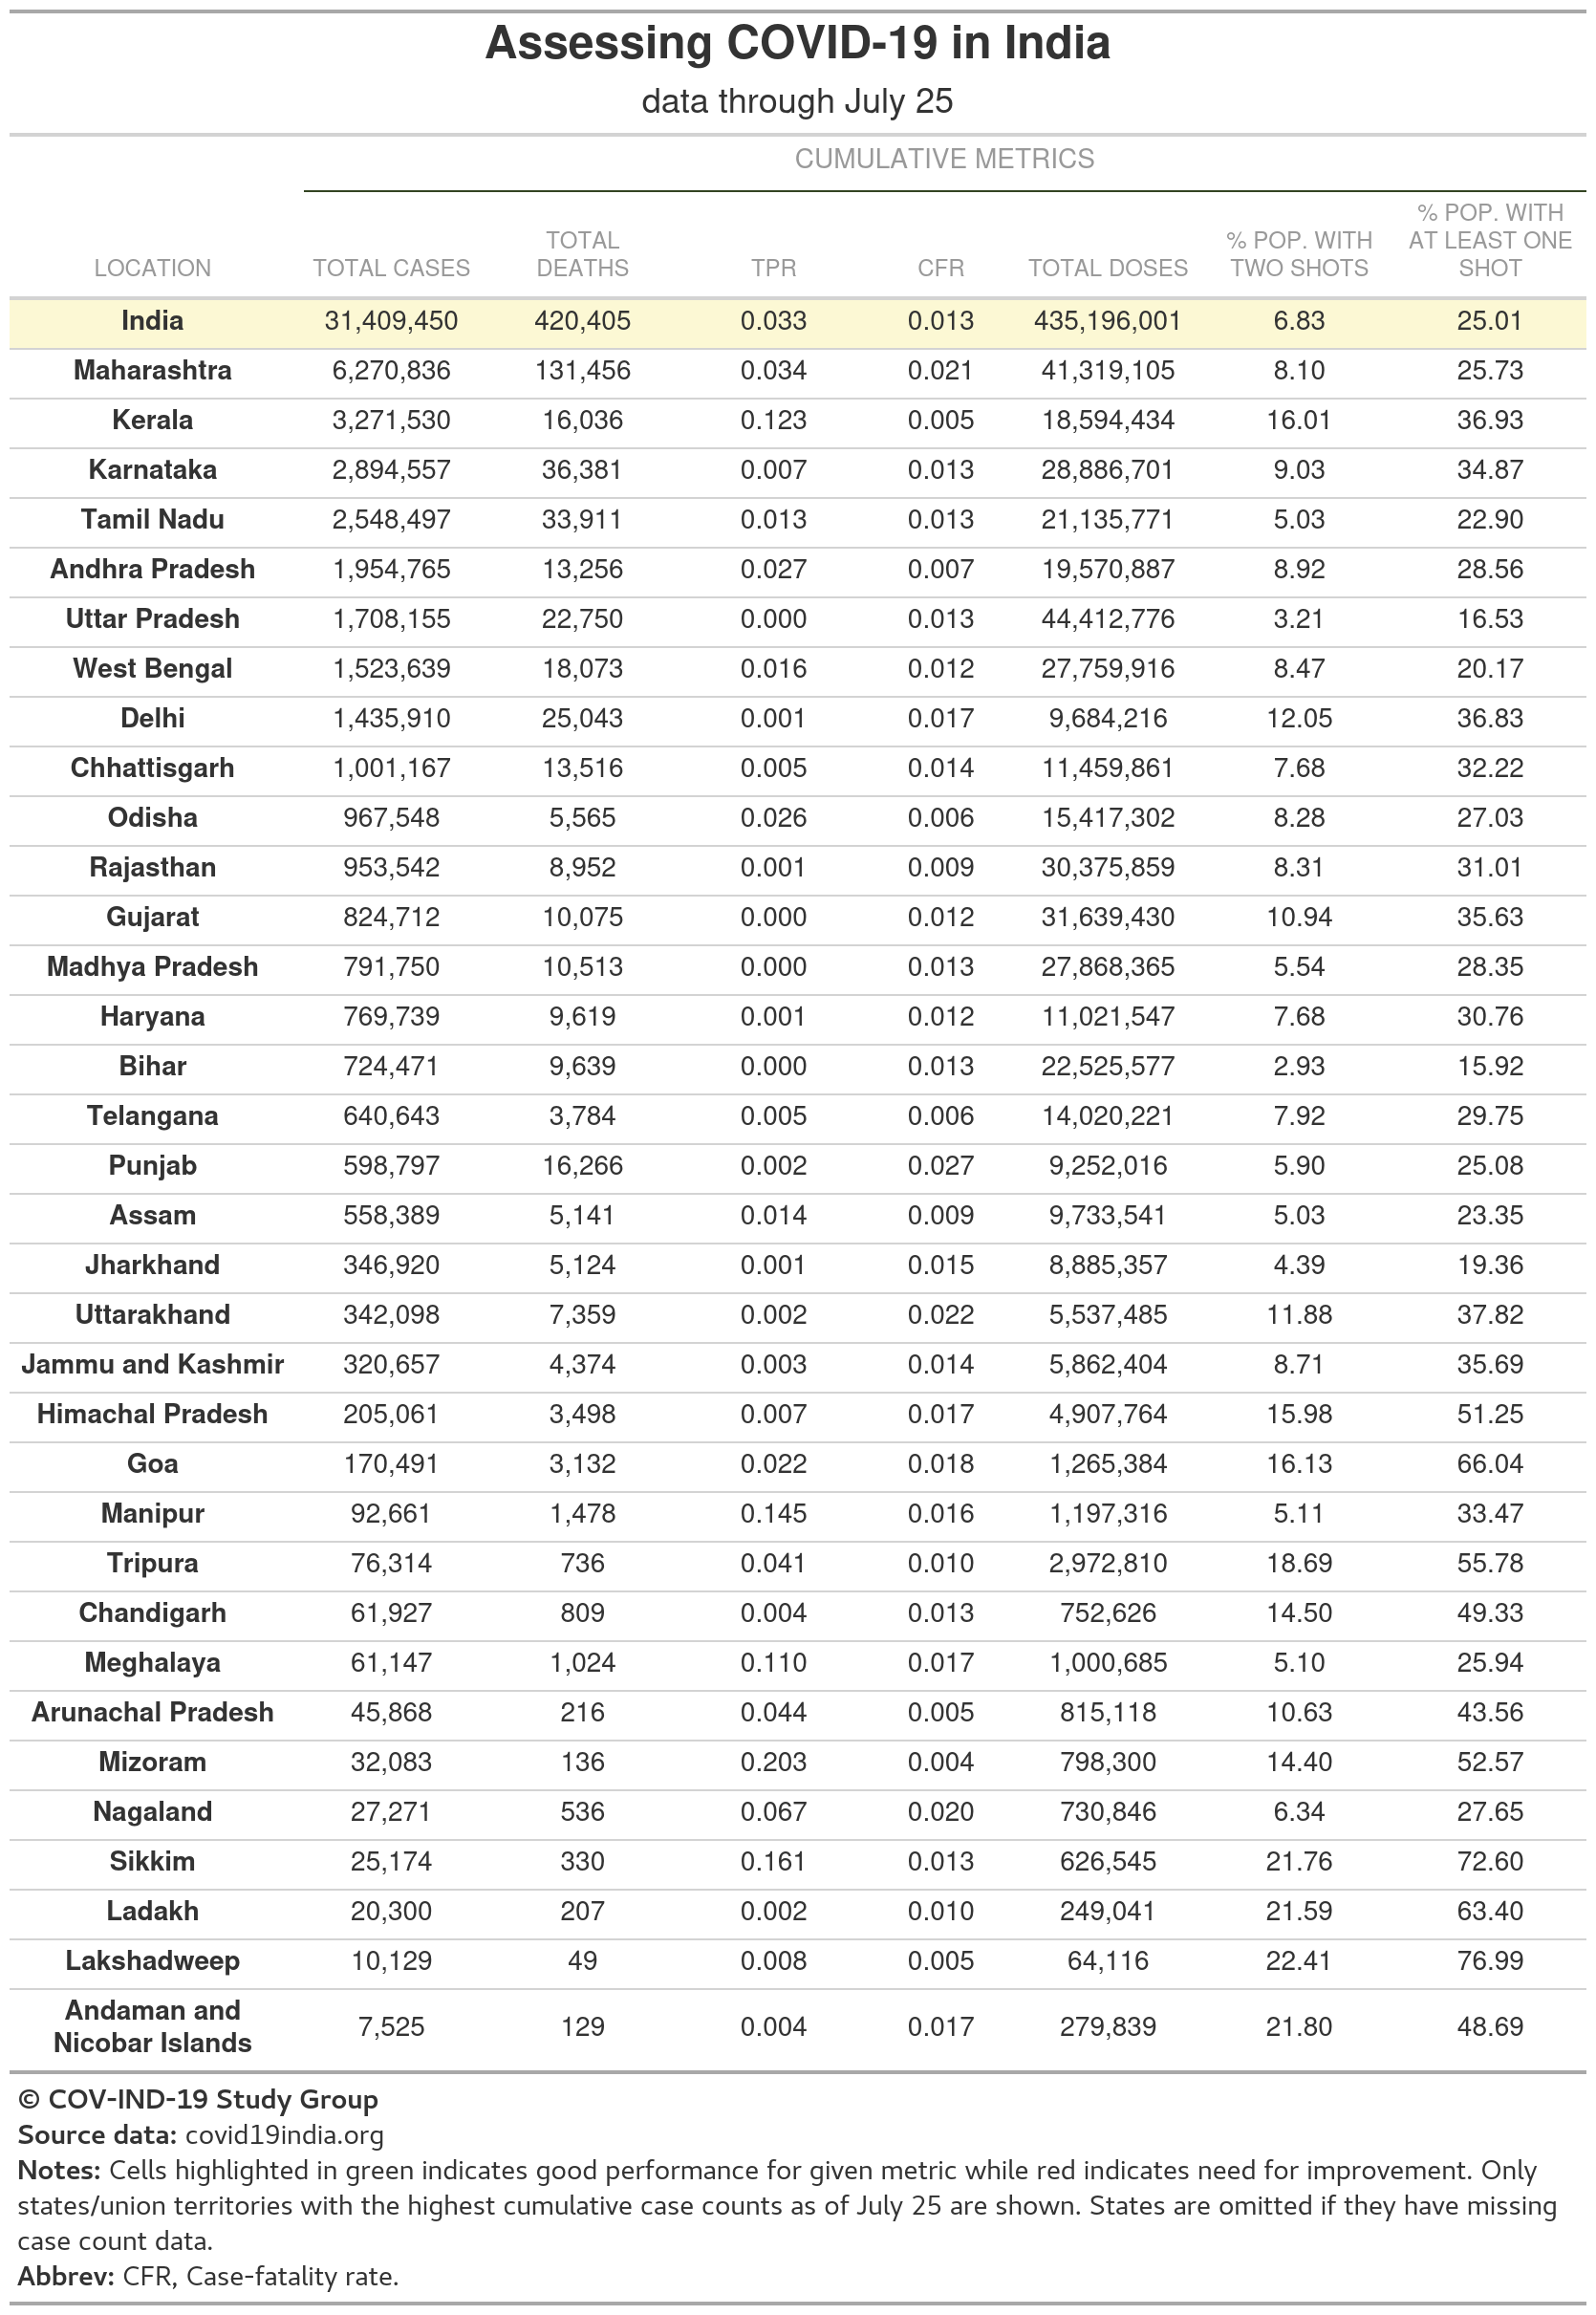 Assessing COVID-19 in India
data through July 25
CUMULATIVE METRICS
LOCATION TOTAL CASES TOTAL DEATHS TPR CFR TOTAL DOSES % POP. WITH TWO SHOTS % POP. WITH AT LEAST ONE SHOT
India 31,409,450 420,405 0.033 0.013 435,196,001 6.83 25.01
Maharashtra 6,270,836 131,456 0.034 0.021 41,319,105 8.10 25.73
Kerala 3,271,530 16,036 0.123 0.005 18,594,434 16.01 36.93
Karnataka 2,894,557 36,381 0.007 0.013 28,886,701 9.03 34.87
Tamil Nadu 2,548,497 33,911 0.013 0.013 21,135,771 5.03 22.90
Andhra Pradesh 1,954,765 13,256 0.027 0.007 19,570,887 8.92 28.56
Uttar Pradesh 1,708,155 22,750 0.000 0.013 44,412,776 3.21 16.53
West Bengal 1,523,639 18,073 0.016 0.012 27,759,916 8.47 20.17
Delhi 1,435,910 25,043 0.001 0.017 9,684,216 12.05 36.83
Chhattisgarh 1,001,167 13,516 0.005 0.014 11,459,861 7.68 32.22
Odisha 967,548 5,565 0.026 0.006 15,417,302 8.28 27.03
Rajasthan 953,542 8,952 0.001 0.009 30,375,859 8.31 31.01
Gujarat 824,712 10,075 0.000 0.012 31,639,430 10.94 35.63
Madhya Pradesh 791,750 10,513 0.000 0.013 27,868,365 5.54 28.35
Haryana 769,739 9,619 0.001 0.012 11,021,547 7.68 30.76
Bihar 724,471 9,639 0.000 0.013 22,525,577 2.93 15.92
Telangana 640,643 3,784 0.005 0.006 14,020,221 7.92 29.75
Punjab 598,797 16,266 0.002 0.027 9,252,016 5.90 25.08
Assam 558,389 5,141 0.014 0.009 9,733,541 5.03 23.35
Jharkhand 346,920 5,124 0.001 0.015 8,885,357 4.39 19.36
Uttarakhand 342,098 7,359 0.002 0.022 5,537,485 11.88 37.82
Jammu and Kashmir 320,657 4,374 0.003 0.014 5,862,404 8.71 35.69
Himachal Pradesh 205,061 3,498 0.007 0.017 4,907,764 15.98 51.25
Goa 170,491 3,132 0.022 0.018 1,265,384 16.13 66.04
Manipur 92,661 1,478 0.145 0.016 1,197,316 5.11 33.47
Tripura 76,314 736 0.041 0.010 2,972,810 18.69 55.78
Chandigarh 61,927 809 0.004 0.013 752,626 14.50 49.33
Meghalaya 61,147 1,024 0.110 0.017 1,000,685 5.10 25.94
Arunachal Pradesh 45,868 216 0.044 0.005 815,118 10.63 43.56
Mizoram 32,083 136 0.203 0.004 798,300 14.40 52.57
Nagaland 27,271 536 0.067 0.020 730,846 6.34 27.65
Sikkim 25,174 330 0.161 0.013 626,545 21.76 72.60
Ladakh 20,300 207 0.002 0.010 249,041 21.59 63.40
Lakshadweep 10,129 49 0.008 0.005 64,116 22.41 76.99
Andaman and Nicobar Islands 7,525 129 0.004 0.017 279,839 21.80 48.69
© COV-IND-19 Study Group
Source data: covid19india.org
Notes: Cells highlighted in green indicates good performance for given metric while red indicates need for improvement. Only
states/union territories with the highest cumulative case counts as of July 25 are shown. States are omitted if they have missing
case count data.
Abbrev: CFR, Case-fatality rate.